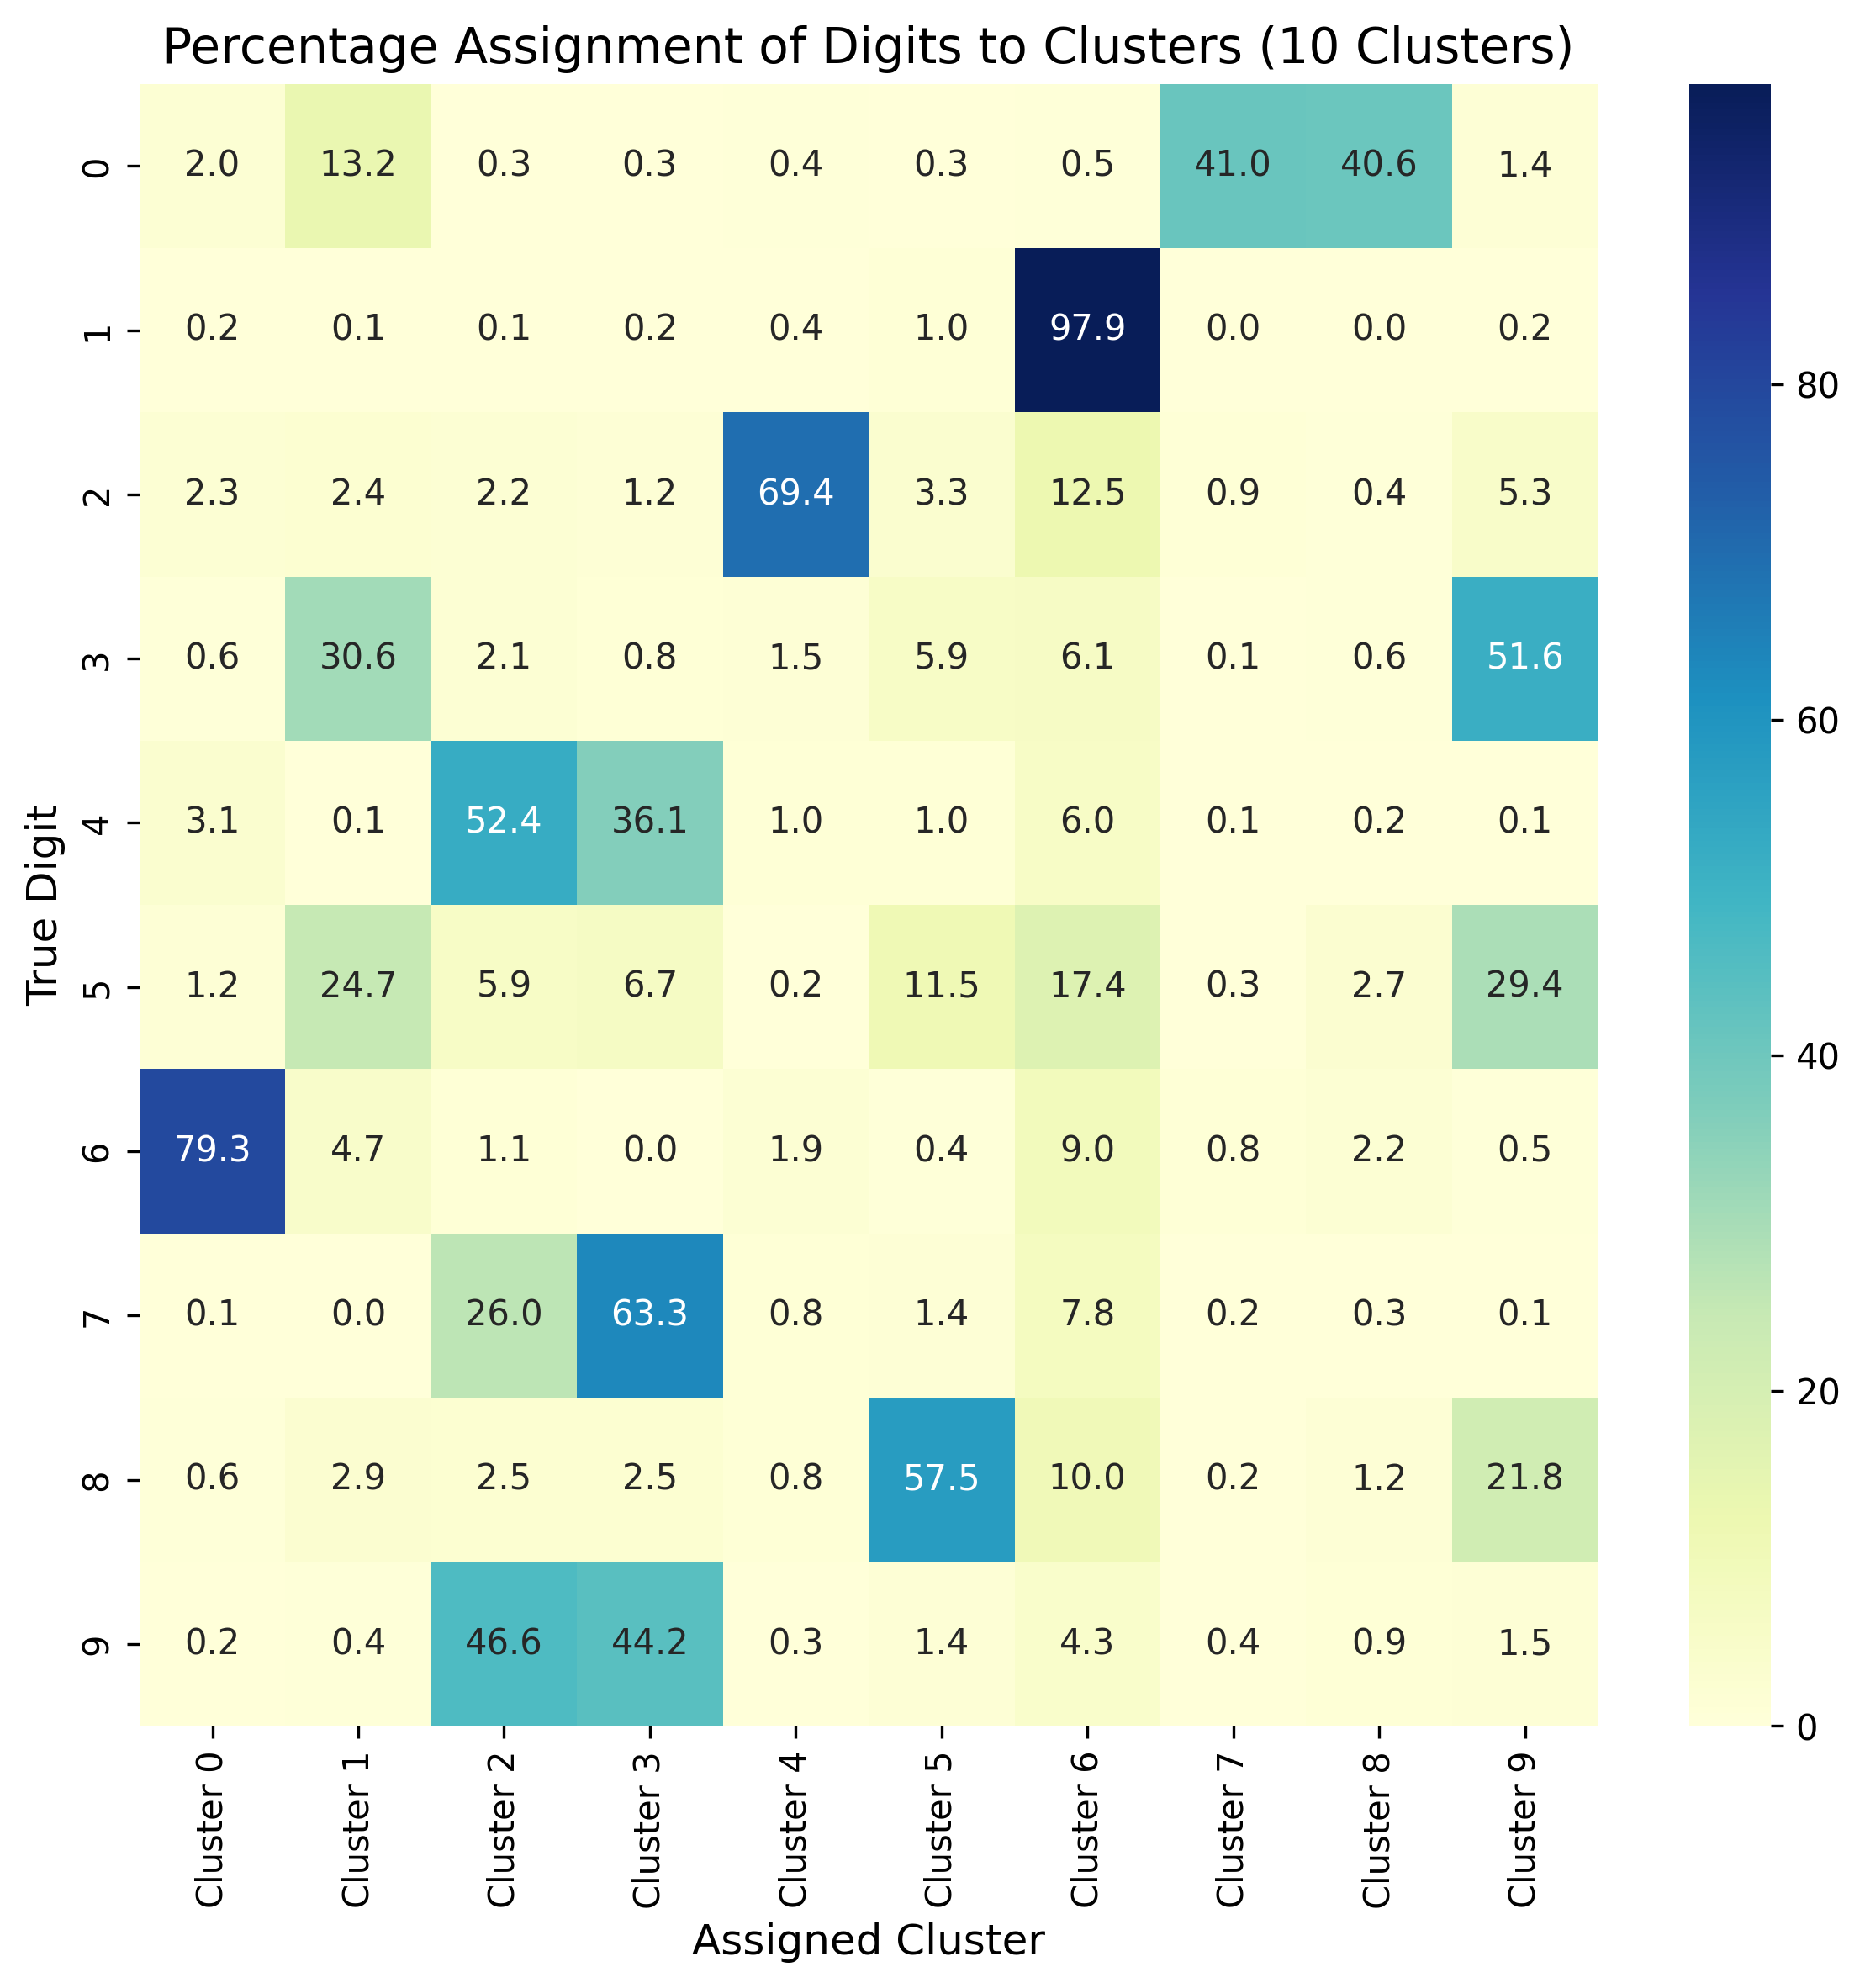 Percentage Assignment of Digits to Clusters (10 Clusters)
0 2.0 13.2 0.3 0.3 0.4 0.3 0.5 41.0 40.6 1.4
1 0.2 0.1 0.1 0.2 0.4 1.0 97.9 0.0 0.0 0.2
2 2.3 2.4 2.2 1.2 69.4 3.3 12.5 0.9 0.4 5.3
3 0.6 30.6 2.1 0.8 1.5 5.9 6.1 0.1 0.6 51.6
4 3.1 0.1 52.4 36.1 1.0 1.0 6.0 0.1 0.2 0.1
5 1.2 24.7 5.9 6.7 0.2 11.5 17.4 0.3 2.7 29.4
6 79.3 4.7 1.1 0.0 1.9 0.4 9.0 0.8 2.2 0.5
7 0.1 0.0 26.0 63.3 0.8 1.4 7.8 0.2 0.3 0.1
8 0.6 2.9 2.5 2.5 0.8 57.5 10.0 0.2 1.2 21.8
9 0.2 0.4 46.6 44.2 0.3 1.4 4.3 0.4 0.9 1.5
True Digit
Cluster 0 Cluster 1 Cluster 2 Cluster 3 Cluster 4 Cluster 5 Cluster 6 Cluster 7 Cluster 8 Cluster 9
Assigned Cluster
80
60
40
20
0